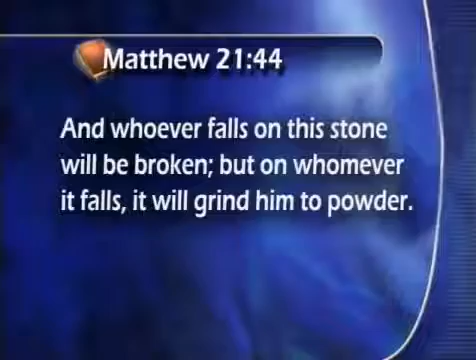 Matthew 21:44
And whoever falls on this stone
will be broken; but on whomever
it falls, it will grind him to powder.